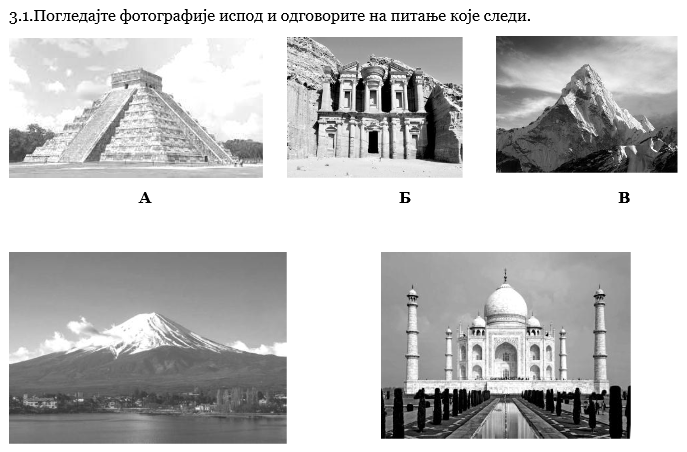 3.1.Погледајте фотографије испод и одговорите на питање које следи.
А Б В